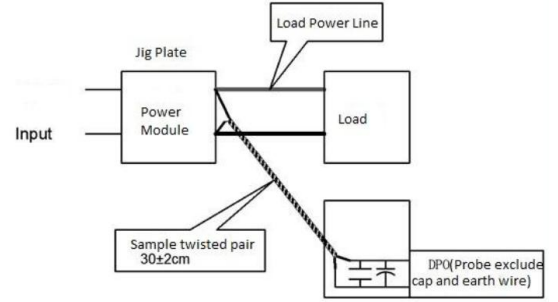 Load Power Line
Jig Plate
Power
Module
Load
Input
Sample twisted pair
30±2cm
DPO(Probe exclude
cap and earth wire)